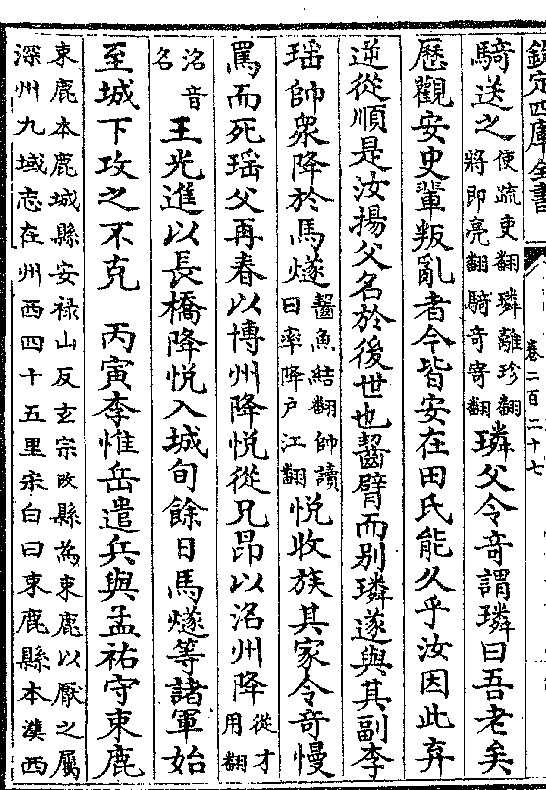 欽定四庫全書
卷二百二十七
騎送之使疏吏翻璘離珍翻將即亮翻騎奇寄翻璘父令奇謂璘曰吾老矣
歷觀安史輩叛亂者今皆安在田氏能久乎汝因此弃
逆從順是汝揚父名於後世也齧臂而别璘遂與其副李
瑶帥衆降於馬燧齧魚結翻帥讀曰率降户江翻悦收族其家令奇慢
罵而死瑶父再春以博州降悦從兄昂以洺州降從才用翻
洺音名王光進以長橋降悦入城旬餘日馬燧等諸軍始
至城下攻之不克 丙寅李惟岳遣兵與孟祐守束鹿
束鹿本鹿城縣安禄山反玄宗改縣為束鹿以厭之屬
深州九域志在州西四十五里宋白曰束鹿縣本漢西